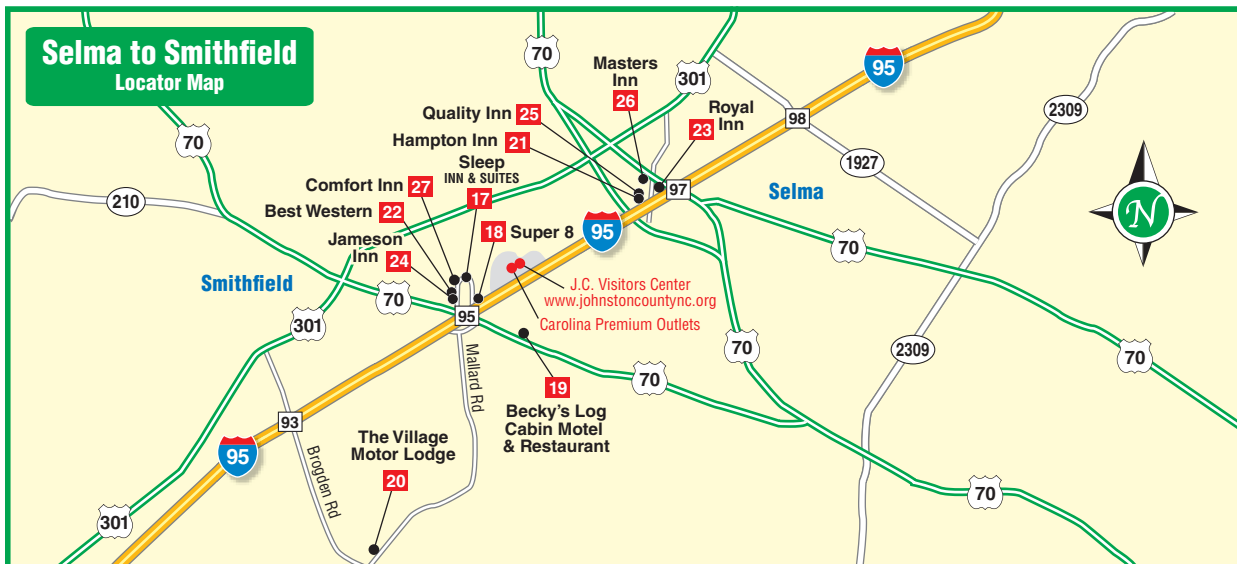 Selma to Smithfield
Locator Map
70
301
95
Masters
Inn
26
Quality Inn 25
Royal
Inn
23
98
2309
Hampton Inn 21
70
1927
Sleep
INN & SUITES
17
Comfort Inn 27
97
Selma
210
Best Western 22
N
Jameson
Inn
24
18 Super 8
95
70
Smithfield
J.C. Visitors Center
www.johnstoncountync.org
70
95
Carolina Premium Outlets
301
Mallard Rd
70
2309
70
70
19
Becky's Log
Cabin Motel
& Restaurant
93
The Village
Motor Lodge
20
95
Brogden Rd
301
70